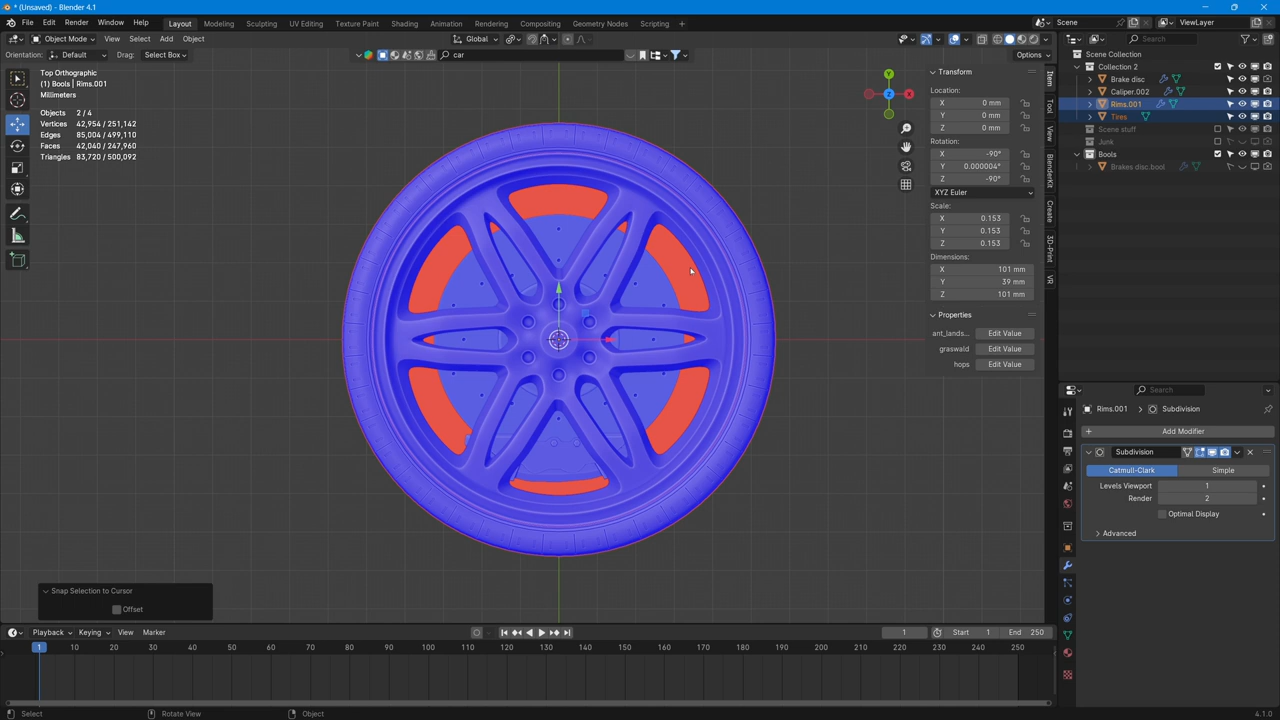 * (Unsaved) - Blender 4.1
File Edit Render Window Help Layout Modeling Sculpting UV Editing Texture Paint Shading Animation Rendering Compositing Geometry Nodes Scripting + Scene ViewLayer
Object Mode View Select Add Object Global Search
Orientation: Default Drag: Select Box car Options
Top Orthographic
(1) Bools | Rims.001
Millimeters
Objects 2/4
Vertices 42,954 / 251,142
Edges 85,004 / 499,110
Faces 42,040 / 247,960
Triangles 83,720 / 500,092
Y
X
Z
Transform
Location:
X 0 mm
Y 0 mm
Z 0 mm
Rotation:
X -90°
Y 0.000004°
Z -90°
XYZ Euler
Scale:
X 0.153
Y 0.153
Z 0.153
Dimensions:
X 101 mm
Y 39 mm
Z 101 mm
Properties
ant_lands... Edit Value
graswald Edit Value
hops Edit Value
Item
Tool
View
BlenderKit
Create
3D-Print
VR
Scene Collection
Collection 2
Brake disc
Caliper.002
Rims.001
Tires
Scene stuff
Junk
Bools
Brakes disc.bool
Search
Rims.001 > Subdivision
+ Add Modifier
Subdivision
Catmull-Clark Simple
Levels Viewport 1
Render 2
Optimal Display
Advanced
Snap Selection to Cursor
Offset
Playback Keying View Marker 1 Start 1 End 250
1 10 20 30 40 50 60 70 80 90 100 110 120 130 140 150 160 170 180 190 200 210 220 230 240 250
Select Rotate View Object 4.1.0